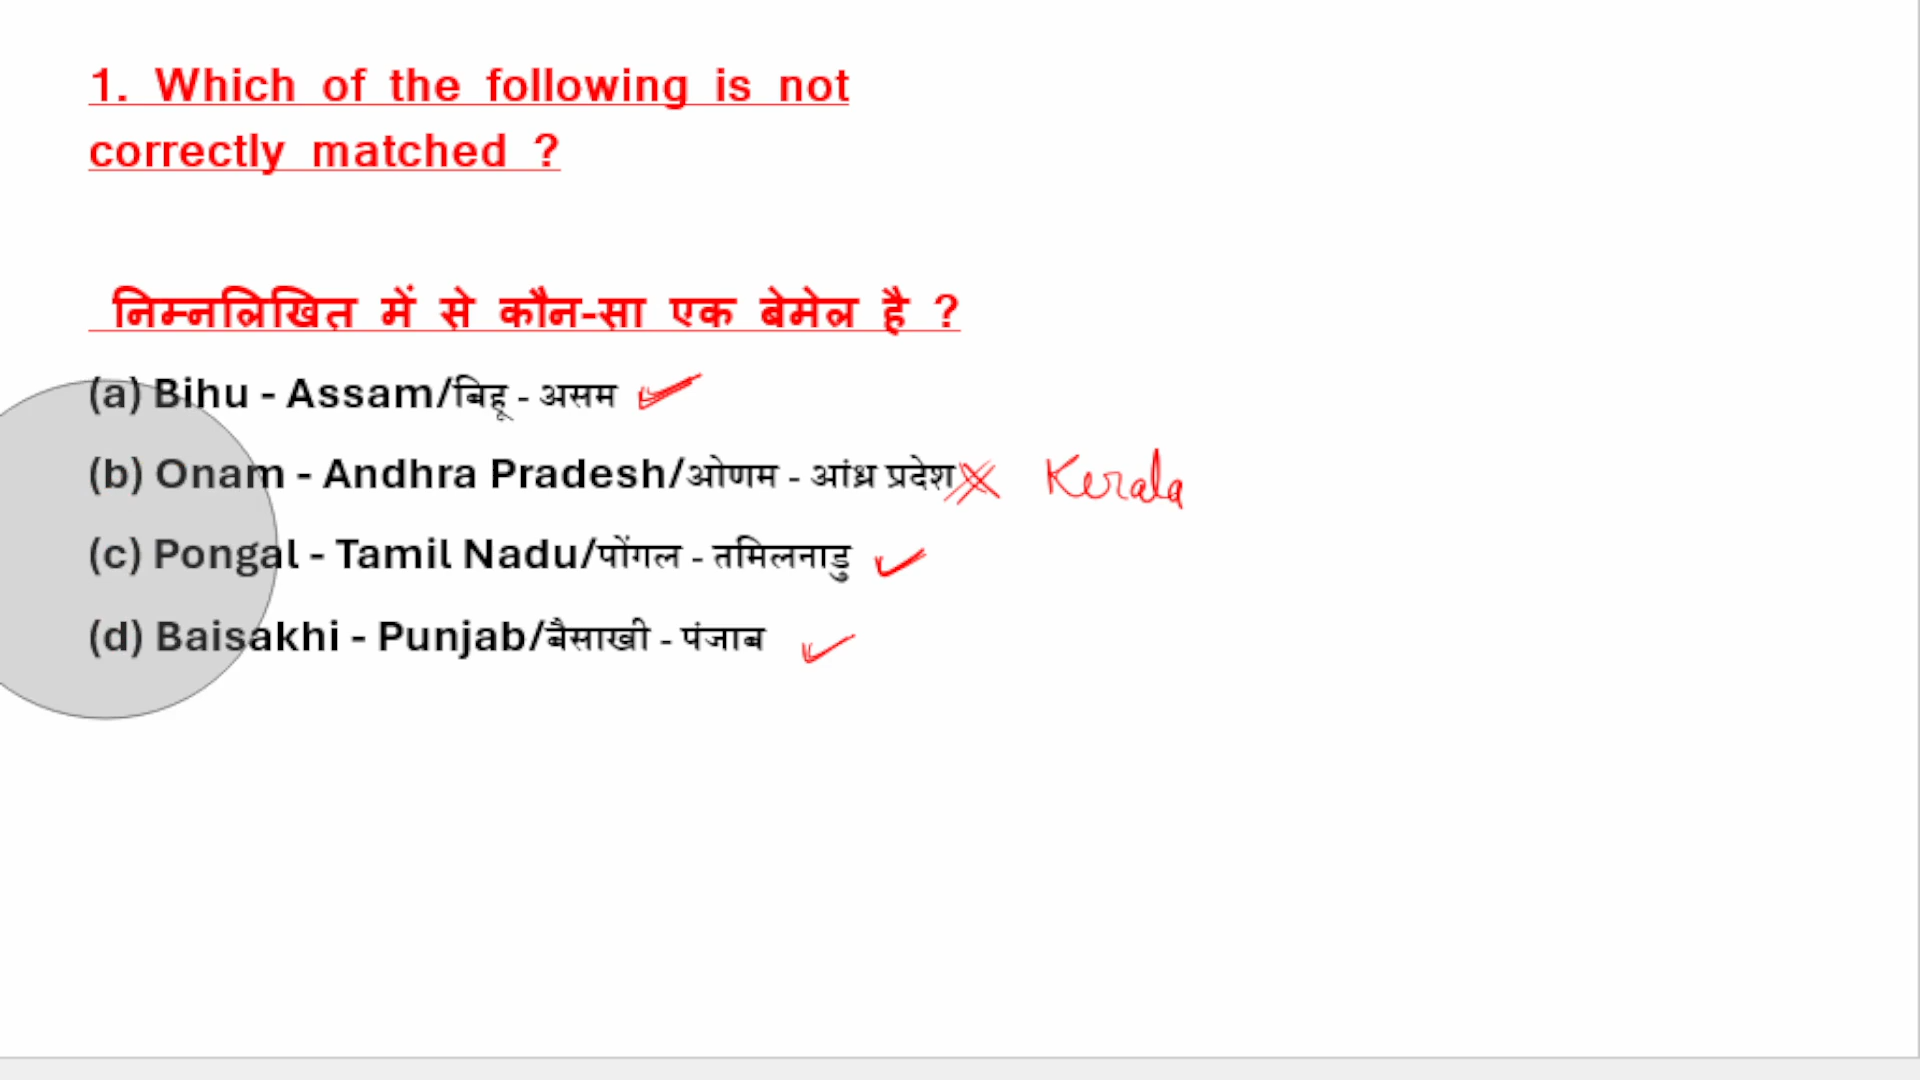 1. Which of the following is not
correctly matched ?
निम्नलिखित में से कौन-सा एक बेमेल है ?
(a) Bihu - Assam/बिहू - असम
(b) Onam - Andhra Pradesh/ओणम - आंध्र प्रदेश Kerala
(c) Pongal - Tamil Nadu/पोंगल - तमिलनाडु
(d) Baisakhi - Punjab/बैसाखी - पंजाब